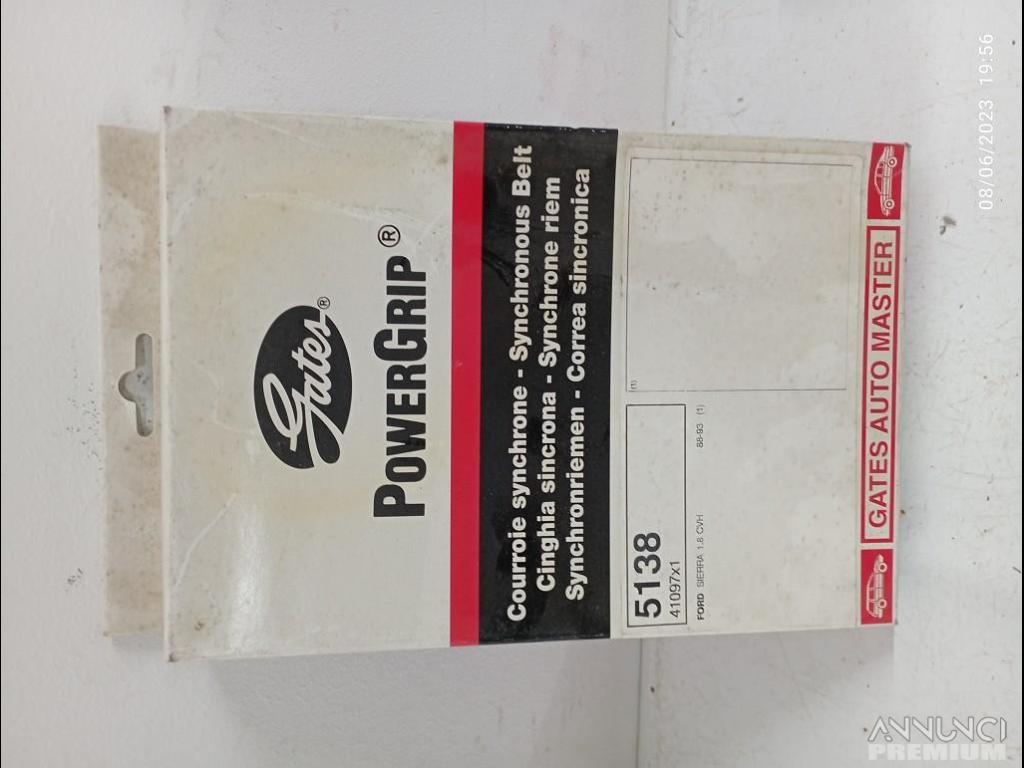 Gates®
POWERGRIP®
Courroie synchrone - Synchronous Belt
Cinghia sincrona - Synchrone riem
Synchronriemen - Correa sincronica
5138
41097x1
FORD SIERRA 1.8 CVH 88-93 (1)
(1)
GATES AUTO MASTER
08/06/2023 19:56
ANNUNCI
PREMIUM